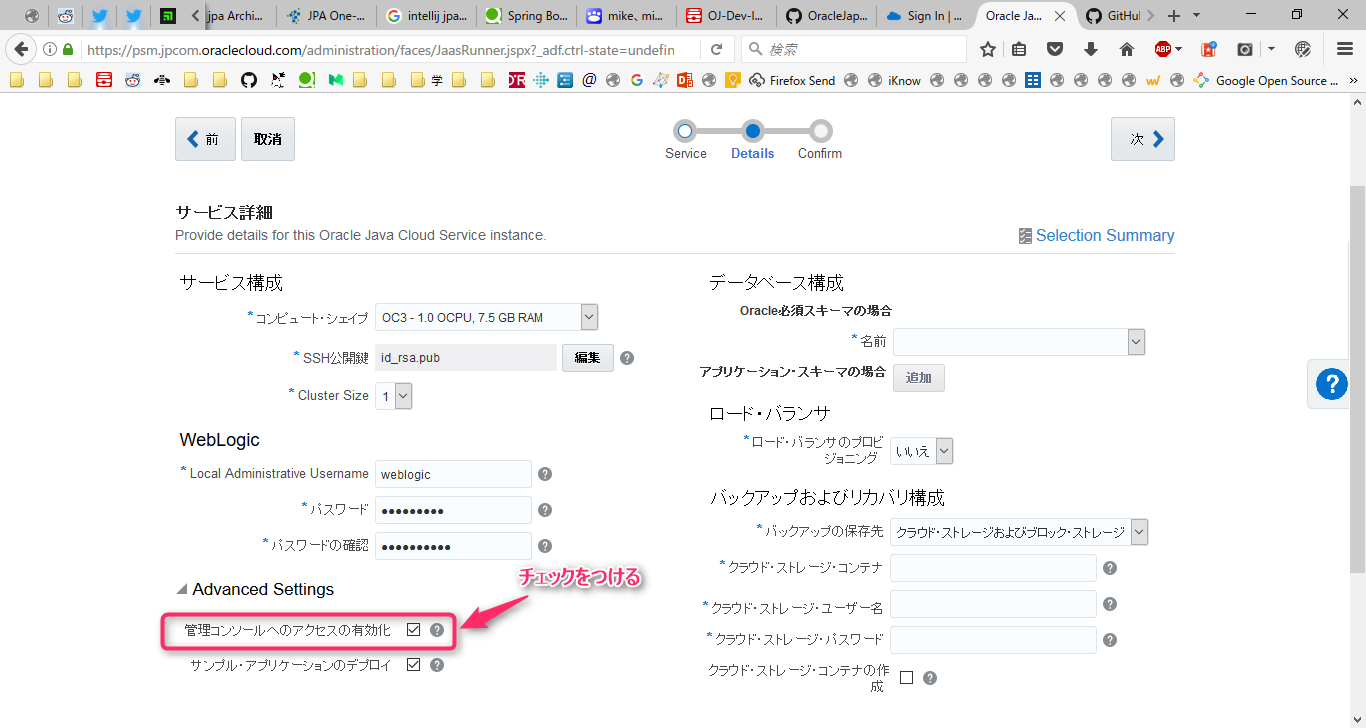 jpa Archi...
JPA One-...
intellij jpa...
Spring Bo...
mike、mi...
OJ-Dev-I...
OracleJap...
Sign In | ...
Oracle Ja...
GitHu
https://psm.jpcom.oraclecloud.com/administration/faces/JaasRunner.jspx?_adf.ctrl-state=undefin
検索
ABP
学
Firefox Send
iKnow
Google Open Source ...
前
取消
Service
Details
Confirm
次
サービス詳細
Provide details for this Oracle Java Cloud Service instance.
Selection Summary
サービス構成
*コンピュート・シェイプ OC3 - 1.0 OCPU, 7.5 GB RAM
*SSH公開鍵 id_rsa.pub 編集
*Cluster Size 1
WebLogic
*Local Administrative Username weblogic
*パスワード ●●●●●●●●●
*パスワードの確認 ●●●●●●●●●●
Advanced Settings
チェックをつける
管理コンソールへのアクセスの有効化
サンプル・アプリケーションのデプロイ
データベース構成
Oracle必須スキーマの場合
*名前
アプリケーション・スキーマの場合 追加
ロード・バランサ
*ロード・バランサのプロビ
ジョニング いいえ
バックアップおよびリカバリ構成
*バックアップの保存先 クラウド・ストレージおよびブロック・ストレージ
*クラウド・ストレージ・コンテナ
*クラウド・ストレージ・ユーザー名
*クラウド・ストレージ・パスワード
クラウド・ストレージ・コンテナの作
成